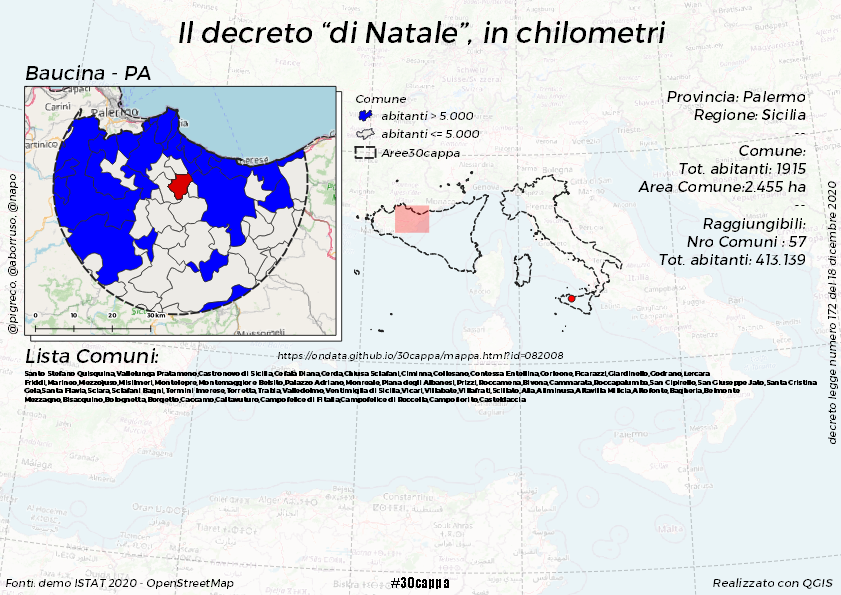 Il decreto “di Natale”, in chilometri
Baucina - PA
Capaci
Carini
Palermo
artinico
Termini
erese
Mussomeli
0 10 20 30 km
Comune
abitanti > 5.000
abitanti <= 5.000
Aree30cappa
Provincia: Palermo
Regione: Sicilia
--
Comune:
Tot. abitanti: 1915
Area Comune:2.455 ha
--
Raggiungibili:
Nro Comuni : 57
Tot. abitanti: 413.139
@pigreco, @aborruso, @napo
decreto legge numero 172 del 18 dicembre 2020
Lista Comuni:
https://ondata.github.io/30cappa/mappa.html?id=082008
Santo Stefano Quisquina,Vallelunga Pratameno,Castronovo di Sicilia,Cefalà Diana,Cerda,Chiusa Sclafani,Ciminna,Collesano,Contessa Entellina,Corleone,Ficarazzi,Giardinello,Godrano,Lercara
Friddi,Marineo,Mezzojuso,Misilmeri,Montelepre,Montemaggiore Belsito,Palazzo Adriano,Monreale,Piana degli Albanesi,Prizzi,Roccamena,Bivona,Cammarata,Roccapalumba,San Cipirello,San Giuseppe Jato,Santa Cristina
Gela,Santa Flavia,Sciara,Sclafani Bagni,Termini Imerese,Torretta,Trabia,Valledolmo,Ventimiglia di Sicilia,Vicari,Villabate,Villafrati,Scillato,Alia,Aliminusa,Altavilla Milicia,Altofonte,Bagheria,Belmonte
Mezzagno,Bisacquino,Bolognetta,Borgetto,Caccamo,Caltavuturo,Campofelice di Fitalia,Campofelice di Roccella,Campofiorito,Casteldaccia
Constantine
Tiaret
Biskra
Fonti: demo ISTAT 2020 - OpenStreetMap
#30cappa
Realizzato con QGIS